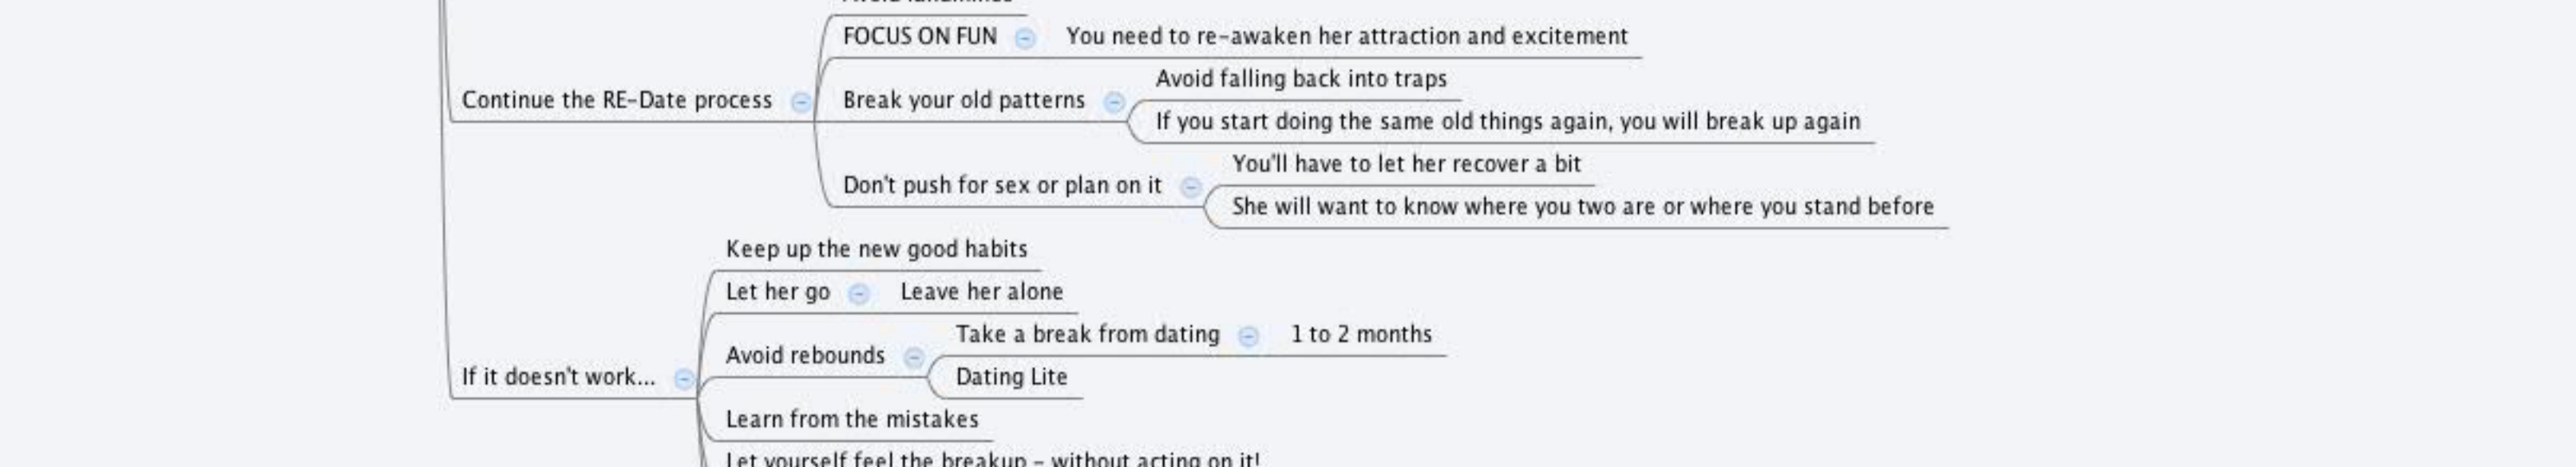 FOCUS ON FUN You need to re-awaken her attraction and excitement
Avoid falling back into traps
Continue the RE-Date process Break your old patterns
If you start doing the same old things again, you will break up again
You'll have to let her recover a bit
Don't push for sex or plan on it
She will want to know where you two are or where you stand before
Keep up the new good habits
Let her go Leave her alone
Take a break from dating 1 to 2 months
Avoid rebounds
If it doesn't work... Dating Lite
Learn from the mistakes
Let yourself feel the breakup - without acting on it!